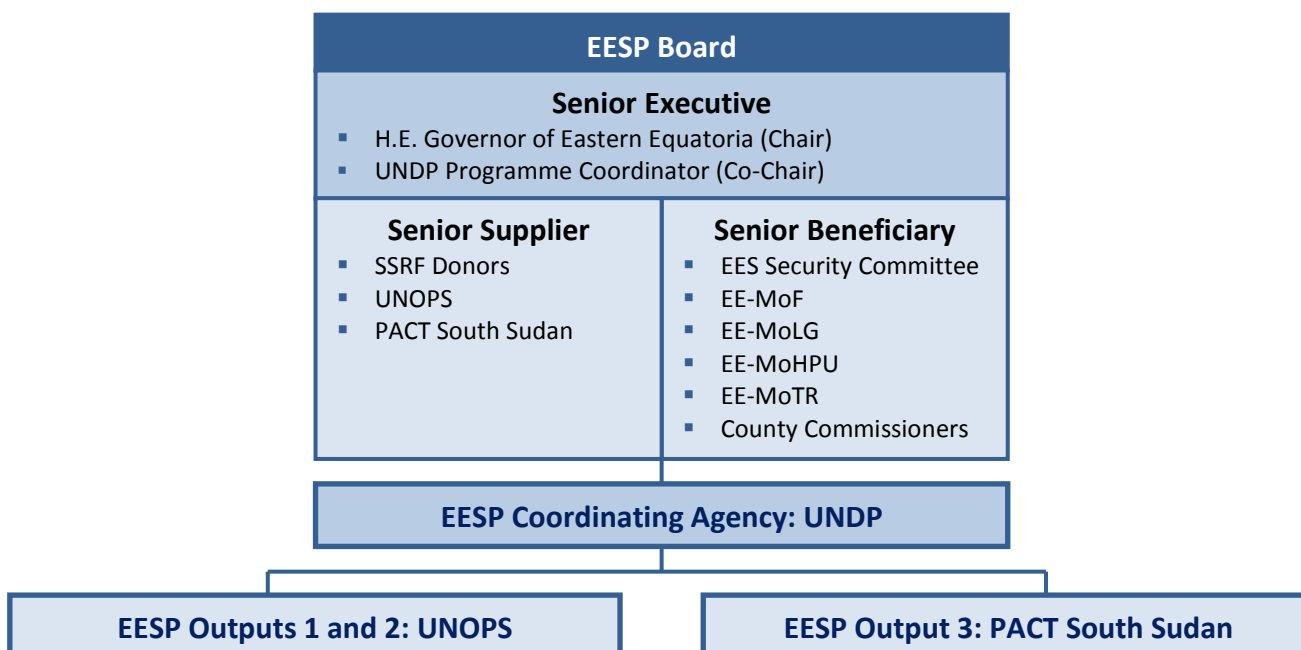 EESP Board
Senior Executive
▪ H.E. Governor of Eastern Equatoria (Chair)
▪ UNDP Programme Coordinator (Co-Chair)
Senior Supplier
▪ SSRF Donors
▪ UNOPS
▪ PACT South Sudan
Senior Beneficiary
▪ EES Security Committee
▪ EE-MoF
▪ EE-MoLG
▪ EE-MoHPU
▪ EE-MoTR
▪ County Commissioners
EESP Coordinating Agency: UNDP
EESP Outputs 1 and 2: UNOPS
EESP Output 3: PACT South Sudan